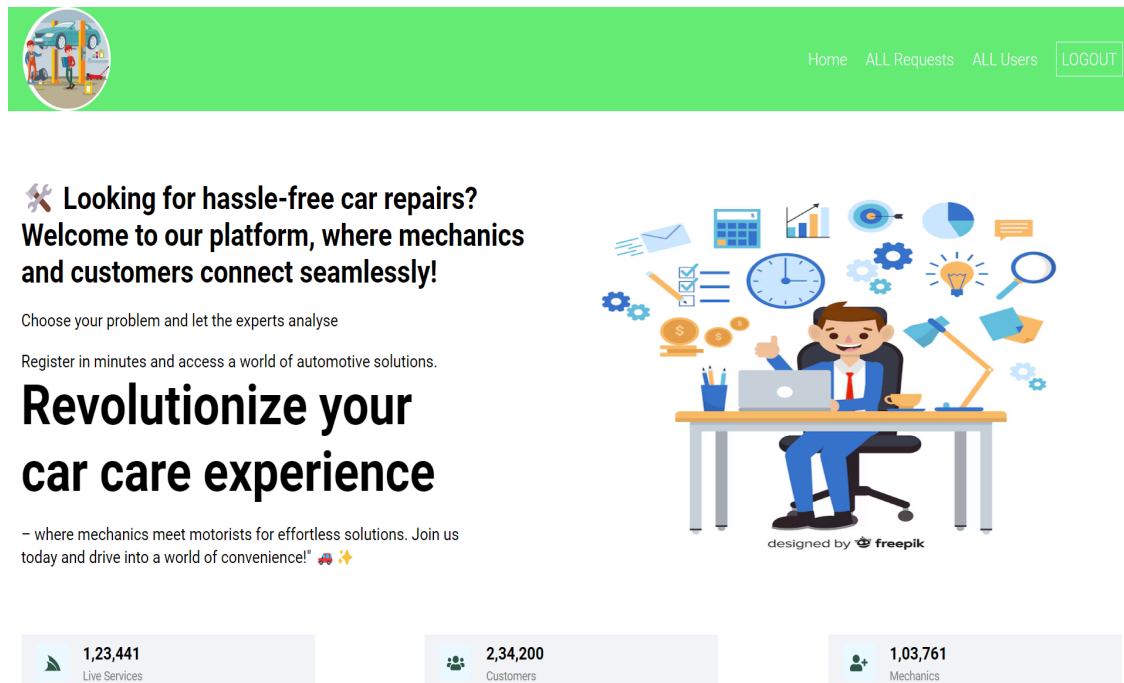 Home ALL Requests ALL Users LOGOUT
🛠️ Looking for hassle-free car repairs?
Welcome to our platform, where mechanics
and customers connect seamlessly!
Choose your problem and let the experts analyse
Register in minutes and access a world of automotive solutions.
Revolutionize your
car care experience
– where mechanics meet motorists for effortless solutions. Join us
today and drive into a world of convenience!" 🚗 ✨
designed by freepik
1,23,441
Live Services
2,34,200
Customers
1,03,761
Mechanics